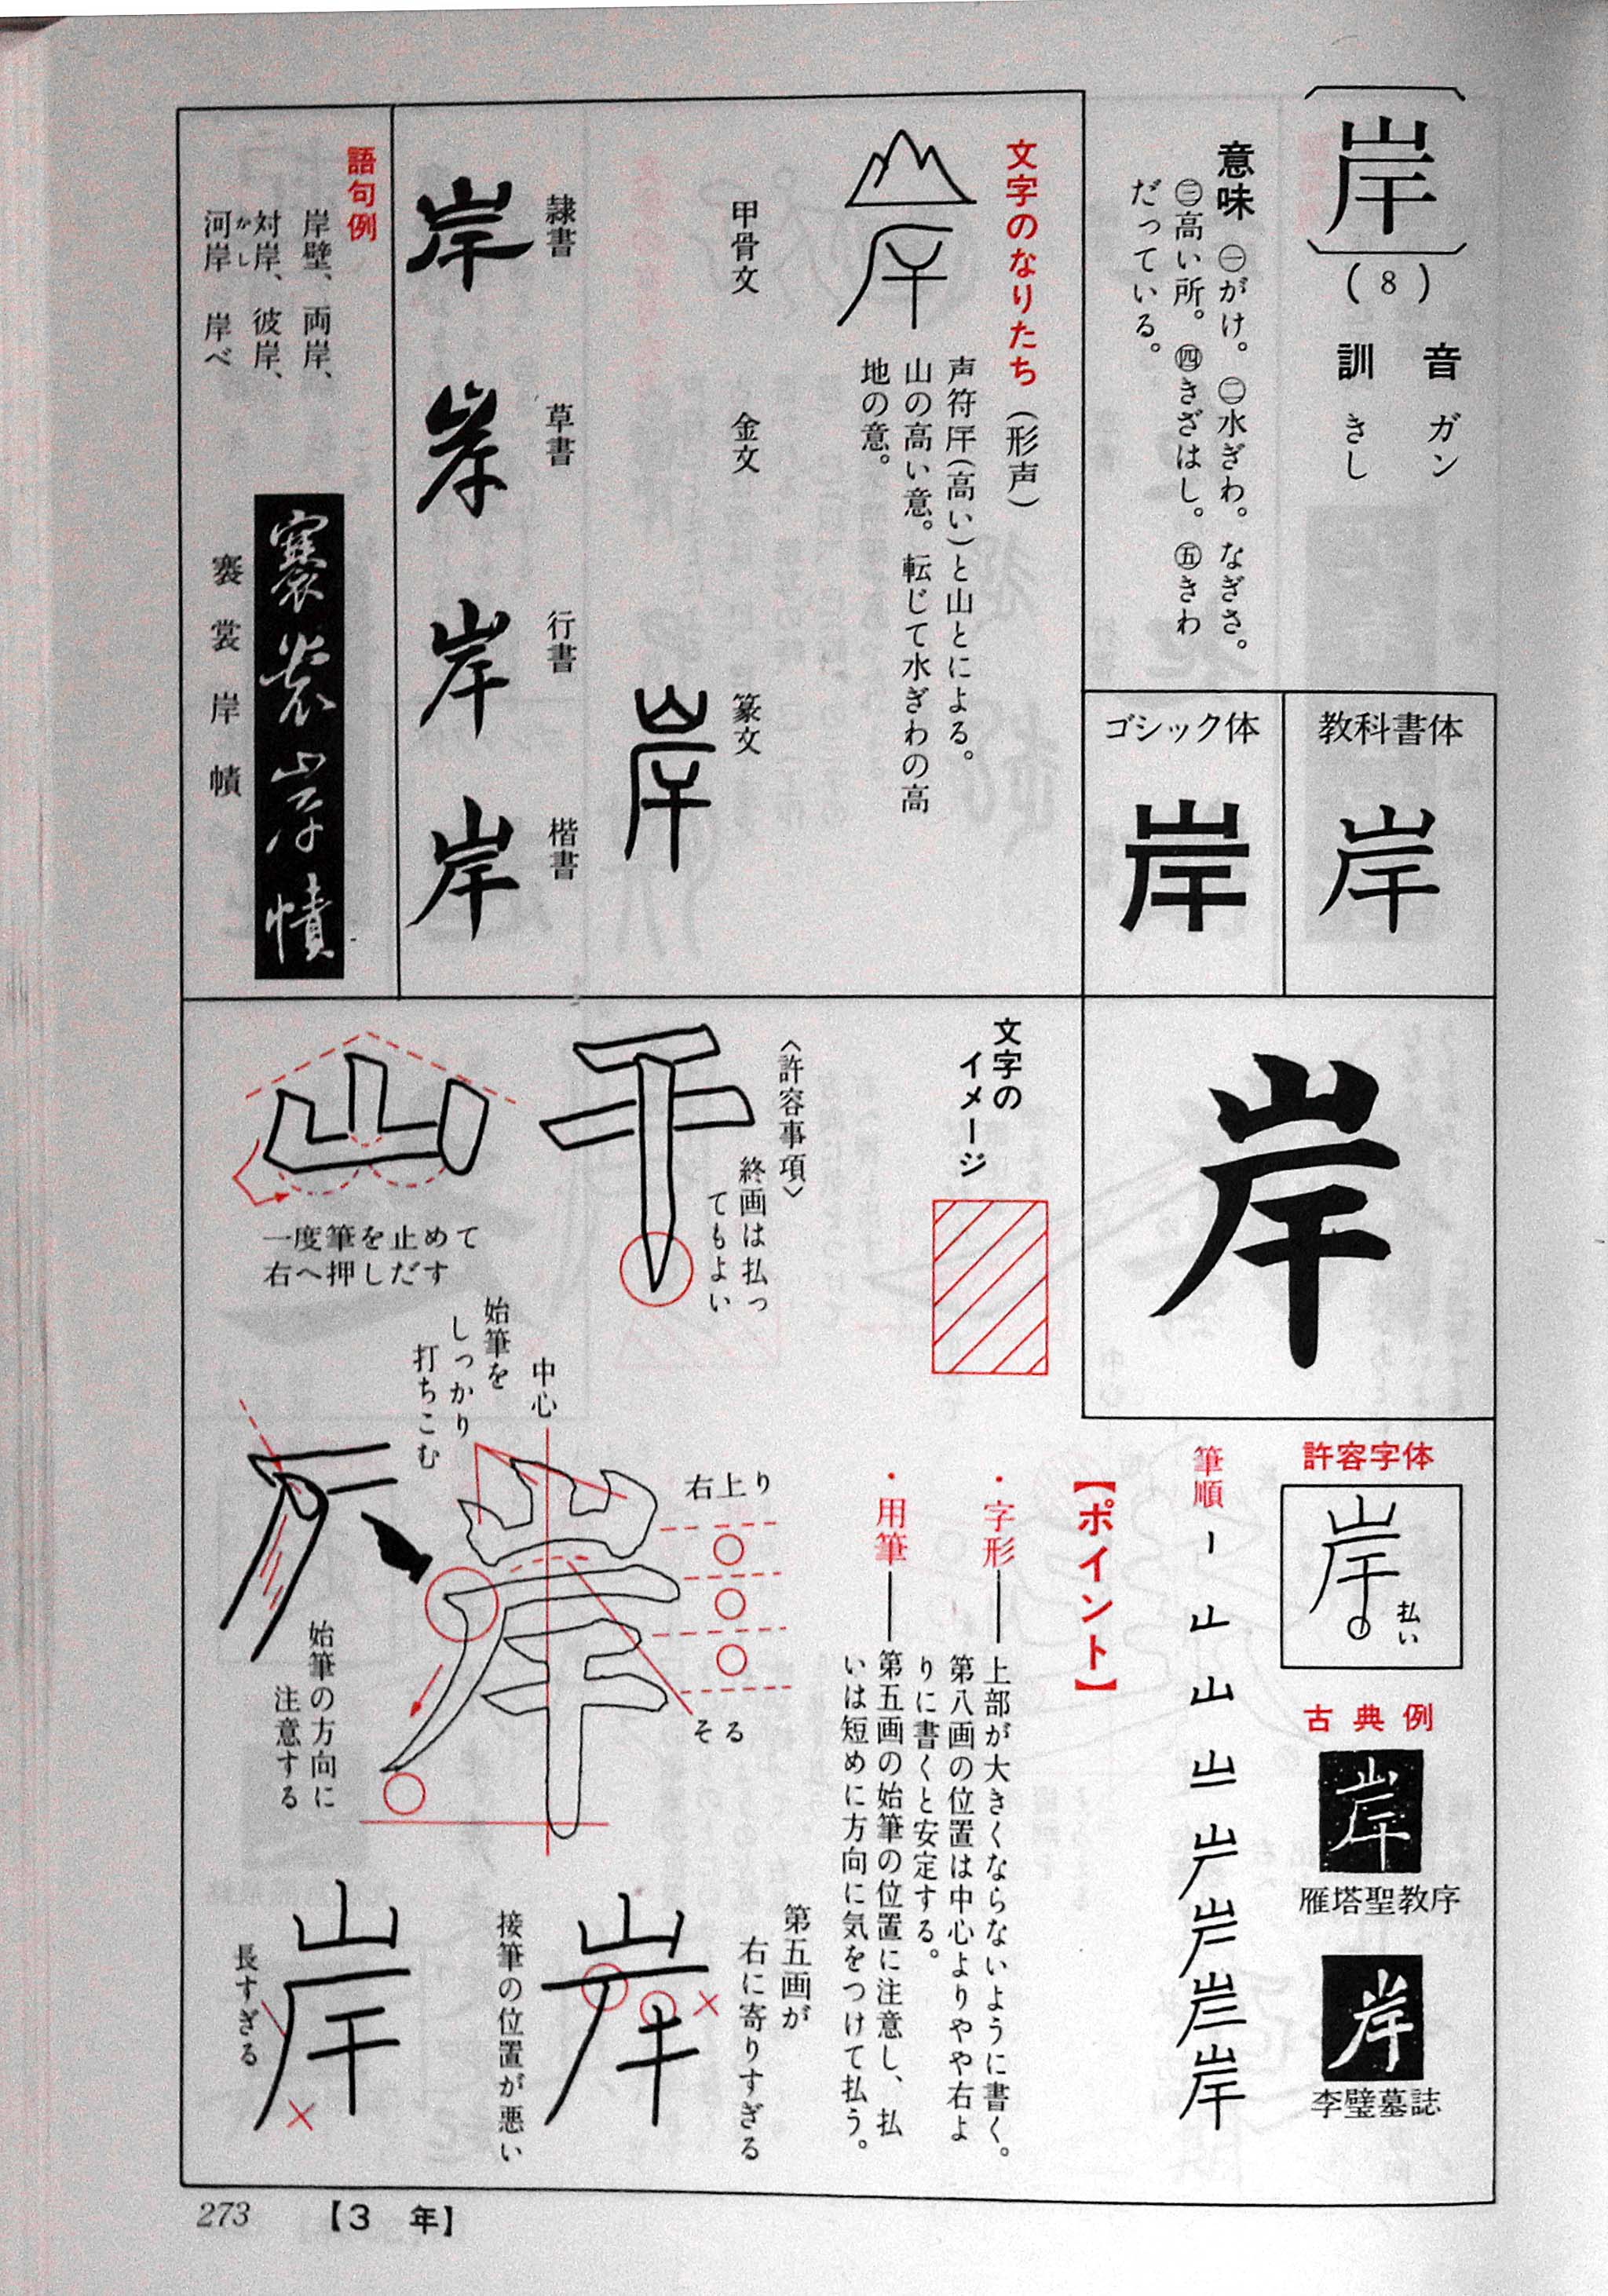 岸
(8)
音 ガン
訓 きし
意味 ㊀がけ。㊁水ぎわ。なぎさ。
㊂高い所。㊃きざはし。㊄きわ
だっている。
教科書体
岸
ゴシック体
岸
文字のなりたち(形声)
声符厈(高い)と山とによる。
山の高い意。転じて水ぎわの高
地の意。
甲骨文
金文
篆文
岸
隷書
岸
草書
岸
行書
岸
楷書
岸
語句例
岸壁、両岸、
対岸、彼岸、
河岸、岸べ
かし
褰裳岸幘
褰裳岸幘
岸
許容字体
岸
払い
古典例
岸
雁塔聖教序
岸
李璧墓誌
筆順
【ポイント】
・字形――上部が大きくならないように書く。
第八画の位置は中心よりやや右よ
りに書くと安定する。
・用筆――第五画の始筆の位置に注意し、払
いは短めに方向に気をつけて払う。
文字の
イメージ
〈許容事項〉
終画は払っ
てもよい
一度筆を止めて
右へ押しだす
中心
始筆を
しっかり
打ちこむ
右上り
そる
始筆の方向に
注意する
第五画が
右に寄りすぎる
接筆の位置が悪い
長すぎる
273 【3 年】